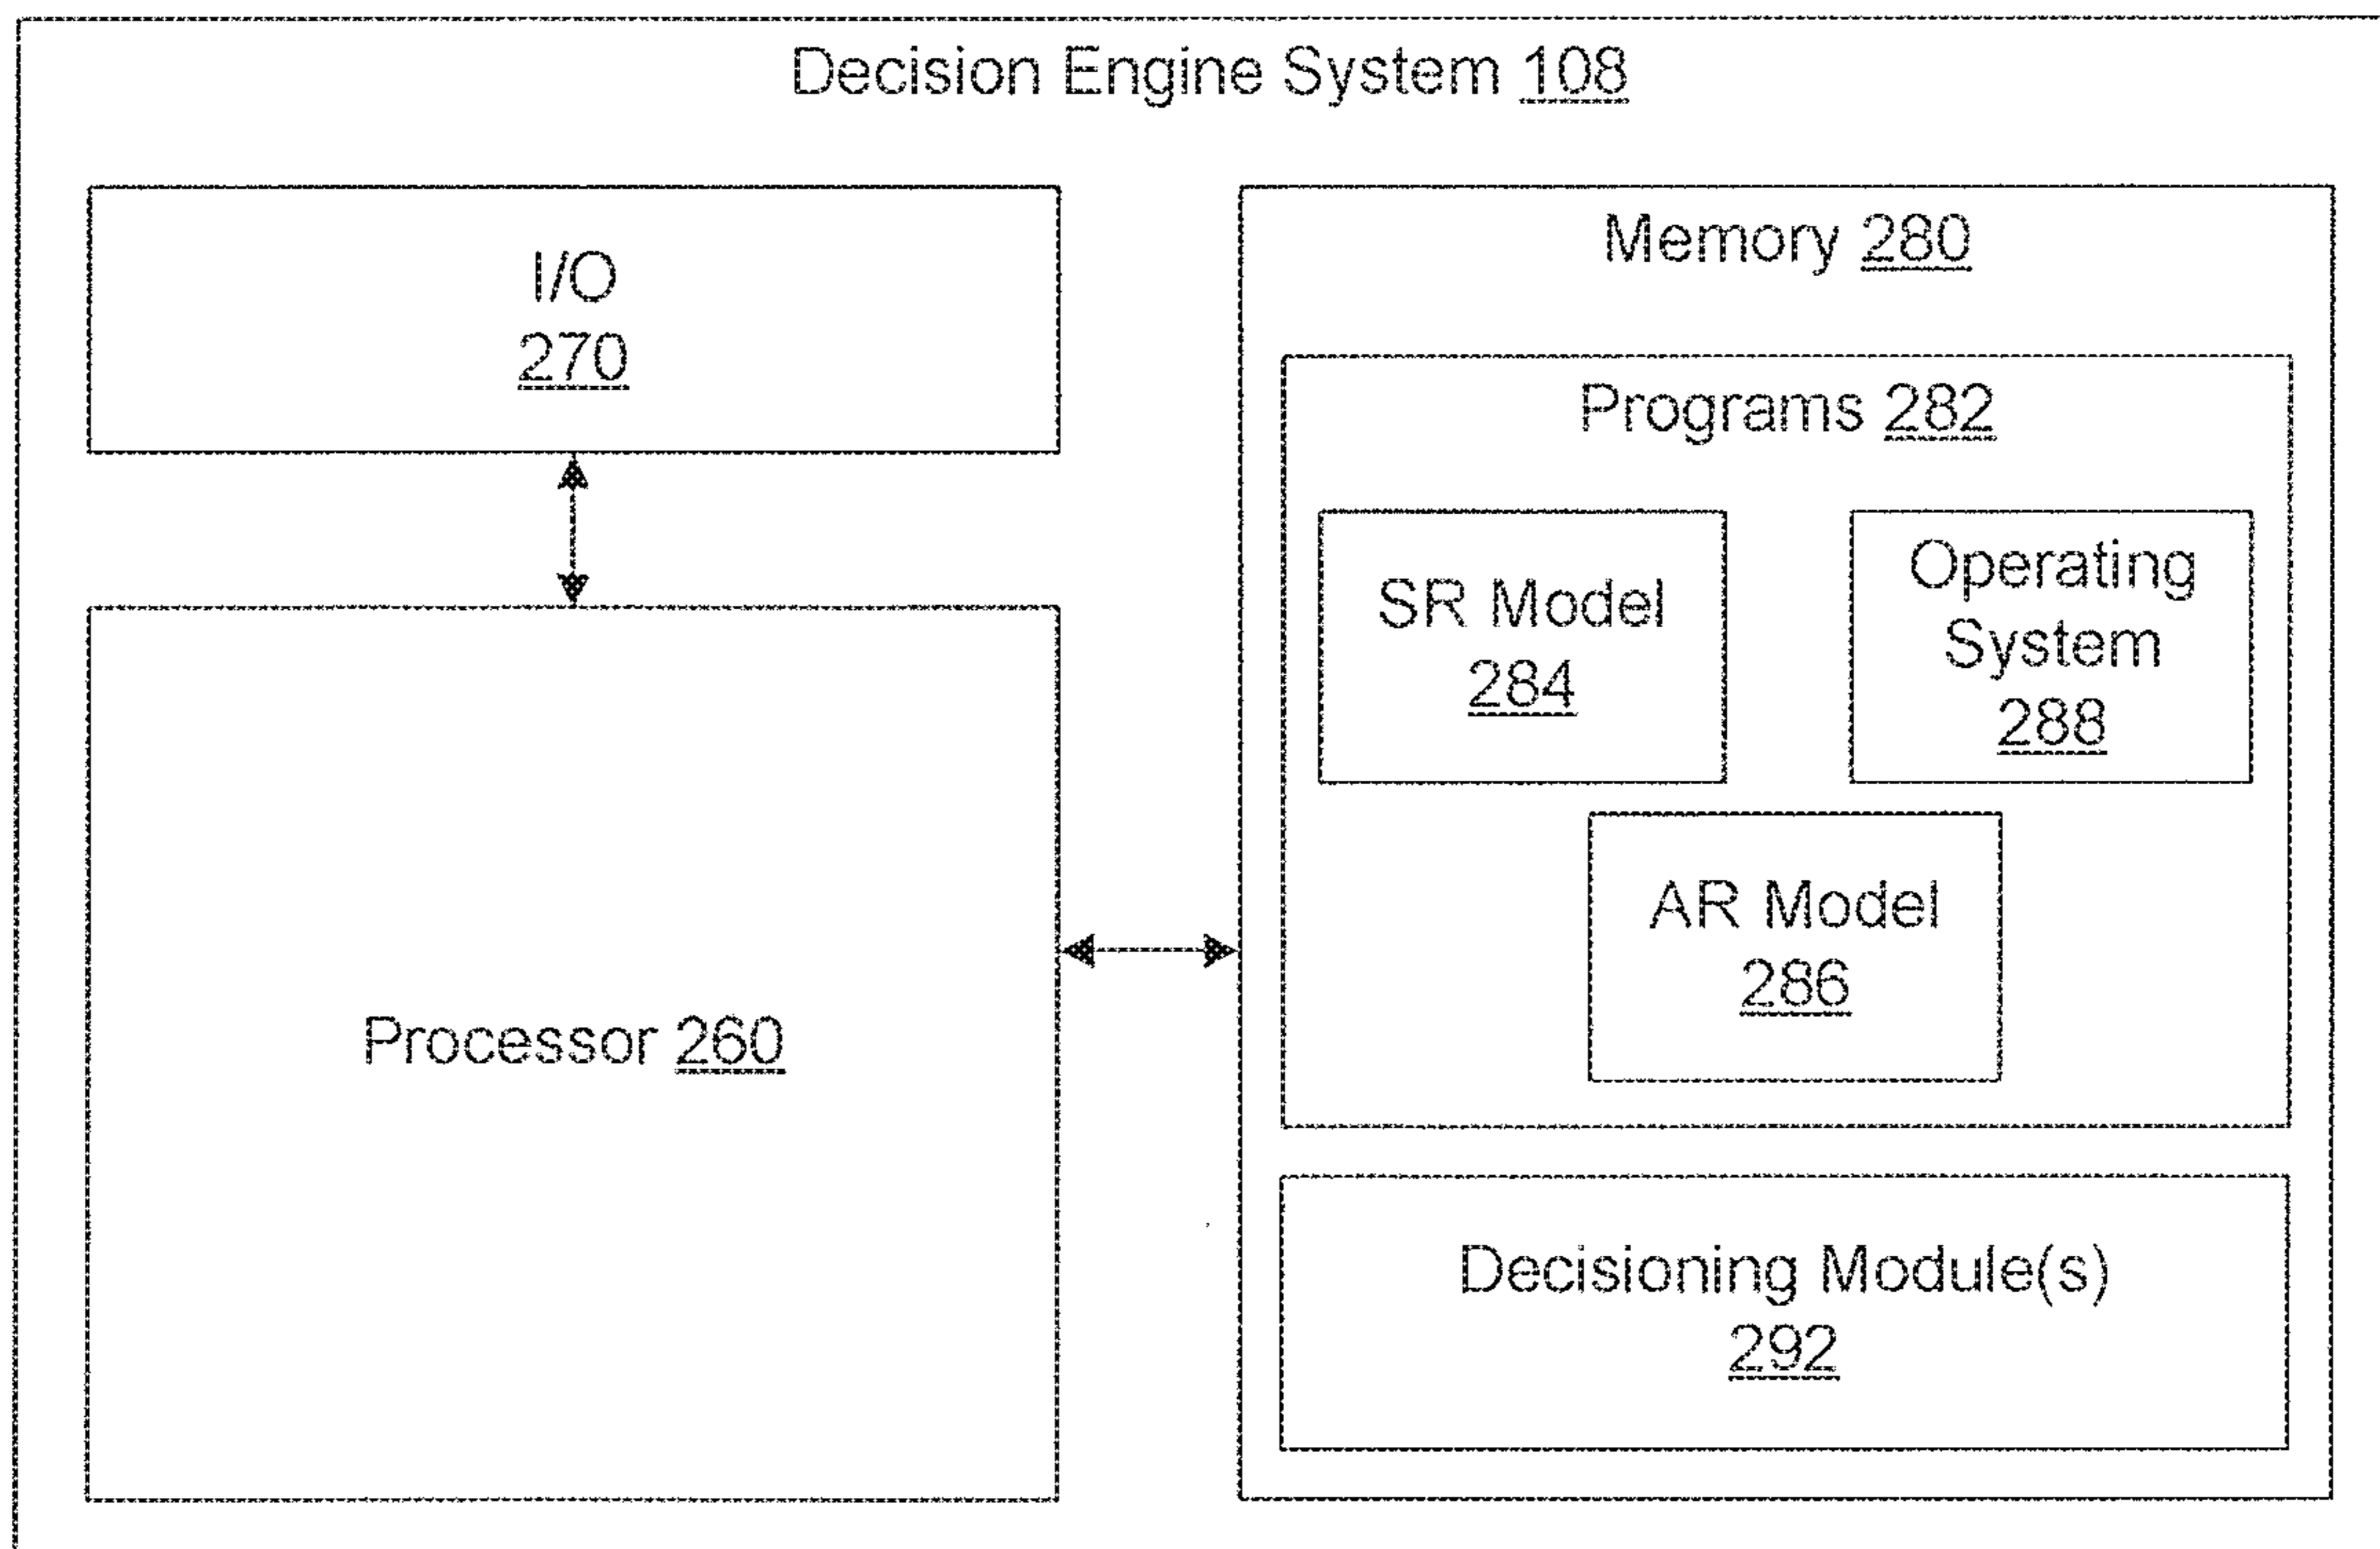 Decision Engine System 108
I/O
270
Memory 280
Programs 282
SR Model
284
Operating
System
288
AR Model
286
Processor 260
Decisioning Module(s)
292